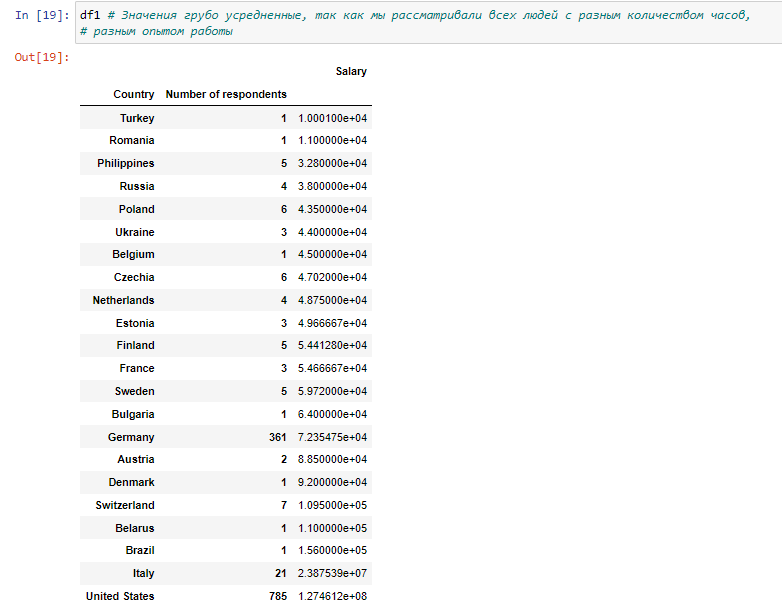 In [19]: df1 # Значения грубо усредненные, так как мы рассматривали всех людей с разным количеством часов,
# разным опытом работы
Out[19]:
Salary
Country Number of respondents
Turkey 1 1.000100e+04
Romania 1 1.100000e+04
Philippines 5 3.280000e+04
Russia 4 3.800000e+04
Poland 6 4.350000e+04
Ukraine 3 4.400000e+04
Belgium 1 4.500000e+04
Czechia 6 4.702000e+04
Netherlands 4 4.875000e+04
Estonia 3 4.966667e+04
Finland 5 5.441280e+04
France 3 5.466667e+04
Sweden 5 5.972000e+04
Bulgaria 1 6.400000e+04
Germany 361 7.235475e+04
Austria 2 8.850000e+04
Denmark 1 9.200000e+04
Switzerland 7 1.095000e+05
Belarus 1 1.100000e+05
Brazil 1 1.560000e+05
Italy 21 2.387539e+07
United States 785 1.274612e+08